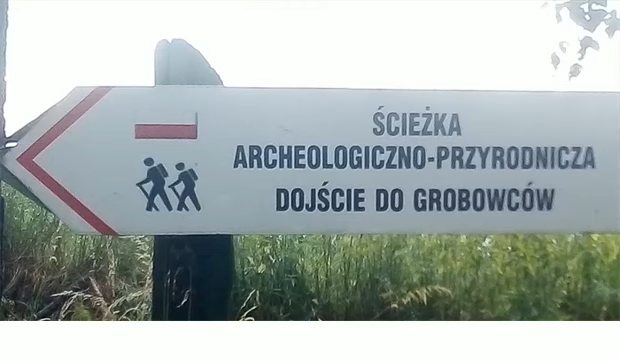 ŚCIEŻKA
ARCHEOLOGICZNO-PRZYRODNICZA
DOJŚCIE DO GROBOWCÓW